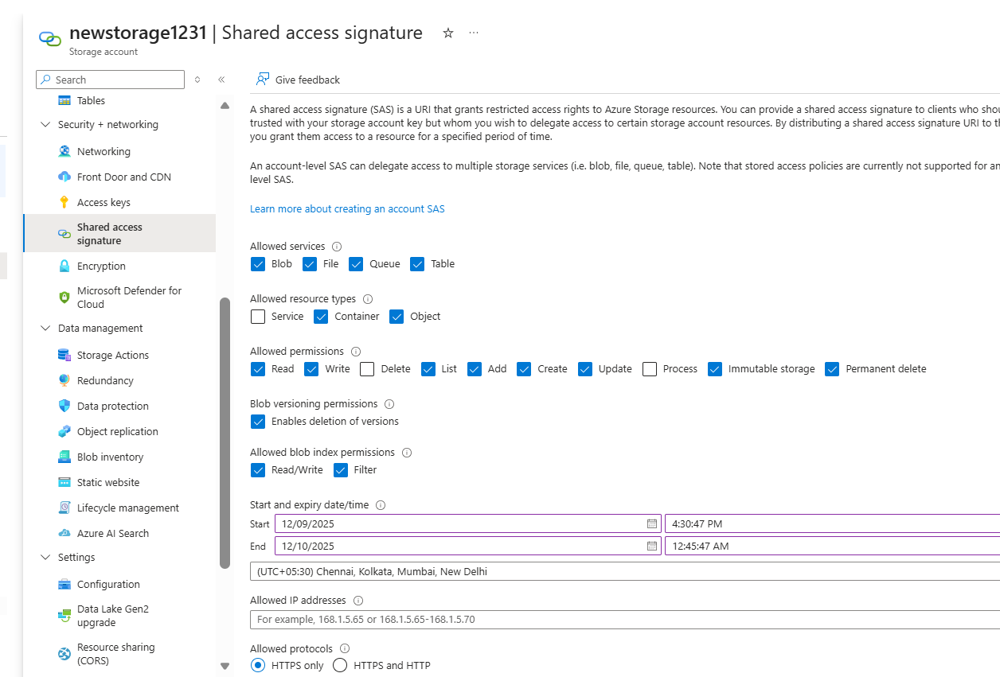 newstorage1231 | Shared access signature ☆ ···
Storage account
Search
Tables
Security + networking
Networking
Front Door and CDN
Access keys
Shared access
signature
Encryption
Microsoft Defender for
Cloud
Data management
Storage Actions
Redundancy
Data protection
Object replication
Blob inventory
Static website
Lifecycle management
Azure AI Search
Settings
Configuration
Data Lake Gen2
upgrade
Resource sharing
(CORS)
Give feedback
A shared access signature (SAS) is a URI that grants restricted access rights to Azure Storage resources. You can provide a shared access signature to clients who
trusted with your storage account key but whom you wish to delegate access to certain storage account resources. By distributing a shared access signature URI to
you grant them access to a resource for a specified period of time.
An account-level SAS can delegate access to multiple storage services (i.e. blob, file, queue, table). Note that stored access policies are currently not supported for an
level SAS.
Learn more about creating an account SAS
Allowed services
Blob File Queue Table
Allowed resource types
Service Container Object
Allowed permissions
Read Write Delete List Add Create Update Process Immutable storage Permanent delete
Blob versioning permissions
Enables deletion of versions
Allowed blob index permissions
Read/Write Filter
Start and expiry date/time
Start 12/09/2025 4:30:47 PM
End 12/10/2025 12:45:47 AM
(UTC+05:30) Chennai, Kolkata, Mumbai, New Delhi
Allowed IP addresses
For example, 168.1.5.65 or 168.1.5.65-168.1.5.70
Allowed protocols
HTTPS only HTTPS and HTTP